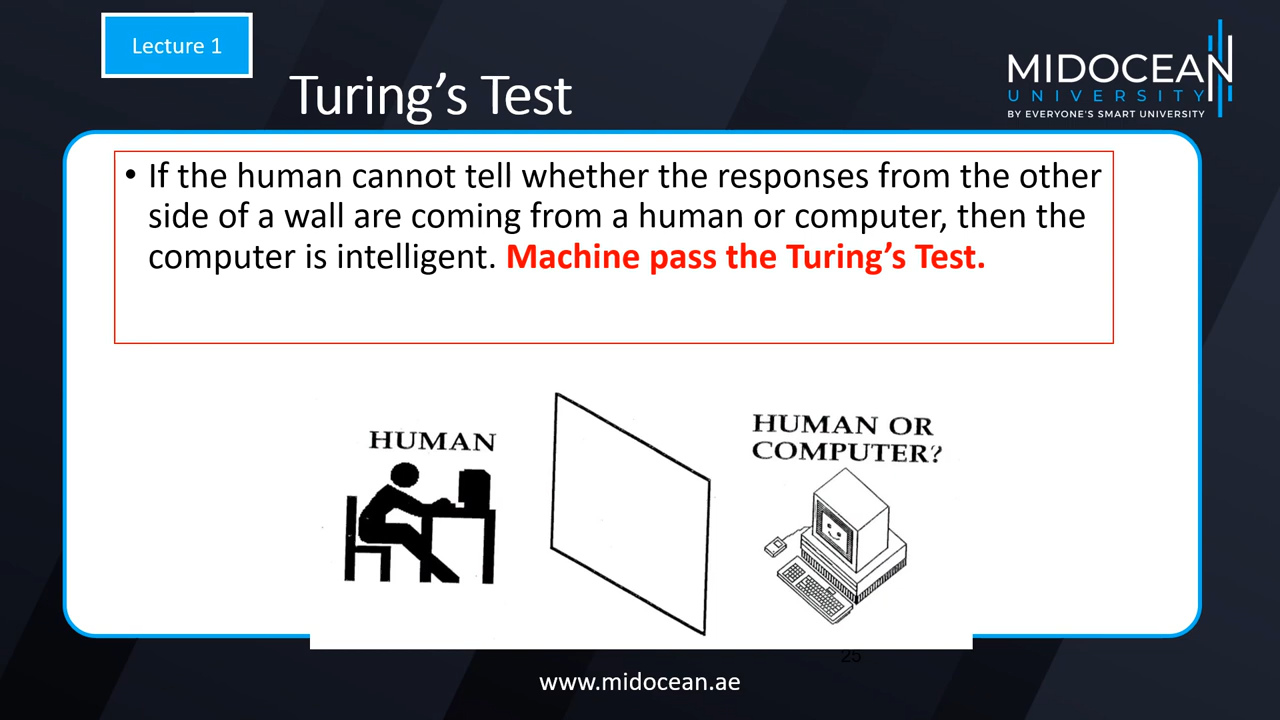 Lecture 1
Turing’s Test
MIDOCEAN
UNIVERSITY
BY EVERYONE'S SMART UNIVERSITY
• If the human cannot tell whether the responses from the other
side of a wall are coming from a human or computer, then the
computer is intelligent. Machine pass the Turing’s Test.
HUMAN
HUMAN OR
COMPUTER?
25
www.midocean.ae